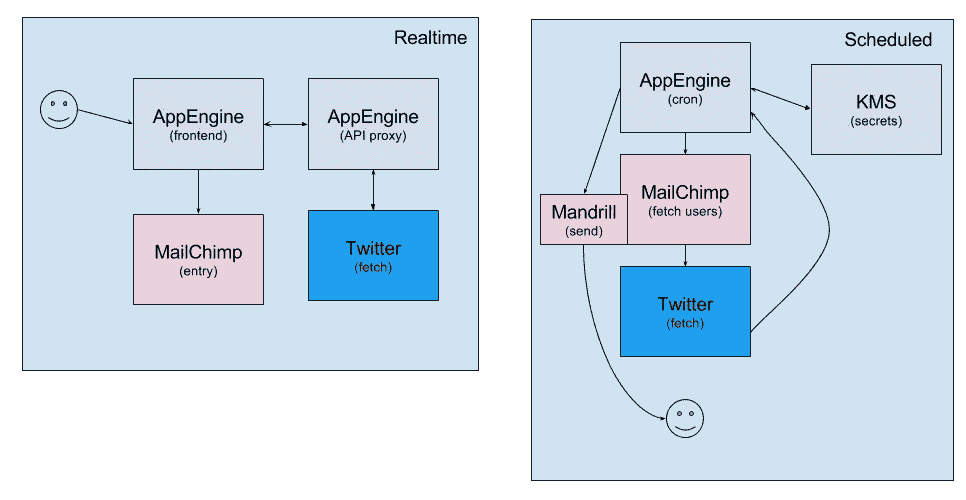 Realtime
AppEngine
(frontend)
AppEngine
(API proxy)
MailChimp
(entry)
Twitter
(fetch)
Scheduled
AppEngine
(cron)
KMS
(secrets)
MailChimp
(fetch users)
Mandrill
(send)
Twitter
(fetch)